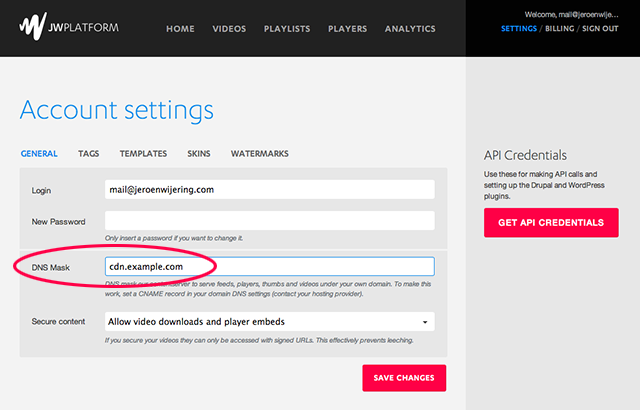 JWPLATFORM
HOME VIDEOS PLAYLISTS PLAYERS ANALYTICS
Welcome, mail@jeroenwije...
SETTINGS / BILLING / SIGN OUT
Account settings
GENERAL TAGS TEMPLATES SKINS WATERMARKS
Login mail@jeroenwijering.com
New Password
Only insert a password if you want to change it.
DNS Mask cdn.example.com
DNS mask our content server to serve feeds, players, thumbs and videos under your own domain. To make this
work, set a CNAME record in your domain DNS settings (contact your hosting provider).
Secure content Allow video downloads and player embeds
If you secure your videos they can only be accessed with signed URLs. This effectively prevents leeching.
SAVE CHANGES
API Credentials
Use these for making API calls and
setting up the Drupal and WordPress
plugins.
GET API CREDENTIALS